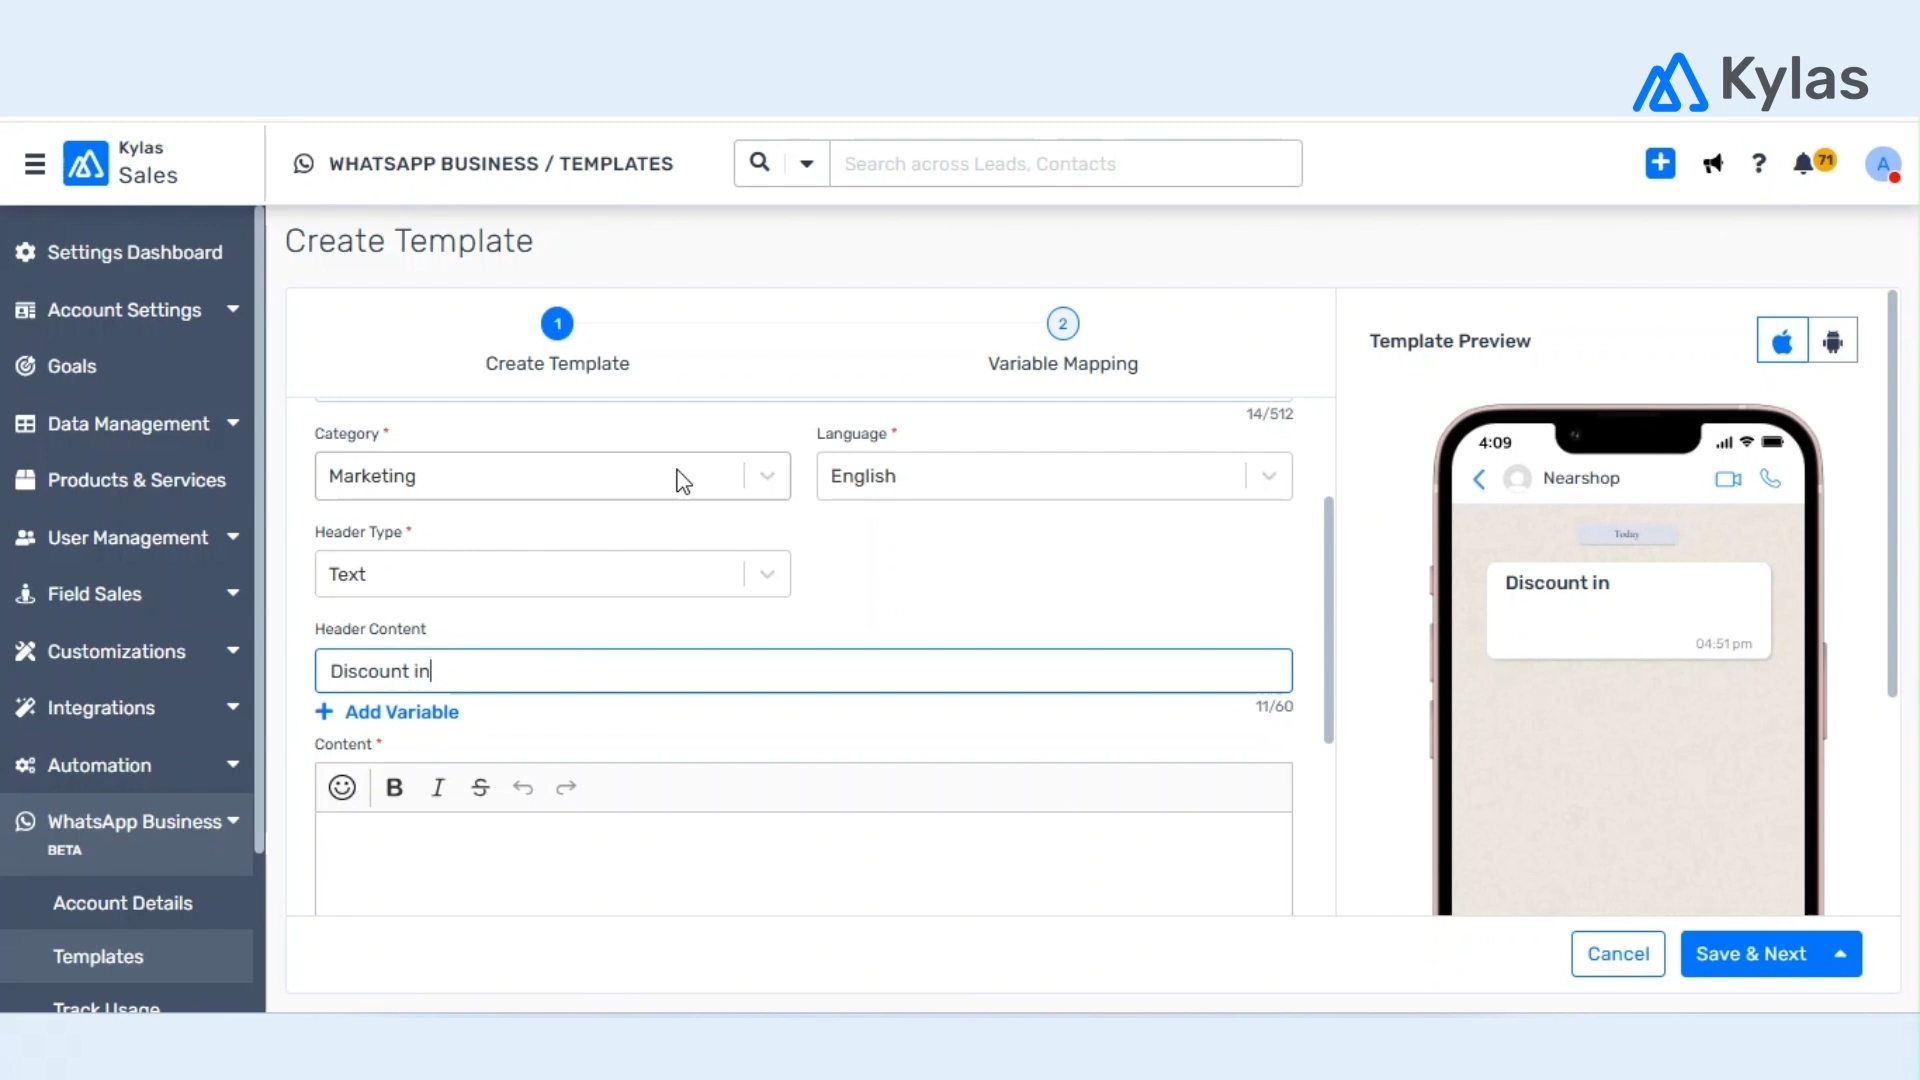 Kylas
Kylas
Sales
WHATSAPP BUSINESS / TEMPLATES
Search across Leads, Contacts
?
71
A
Settings Dashboard
Account Settings
Goals
Data Management
Products & Services
User Management
Field Sales
Customizations
Integrations
Automation
WhatsApp Business
BETA
Account Details
Templates
Track Usage
Create Template
1
Create Template
2
Variable Mapping
14/512
Category *
Marketing
Language *
English
Header Type *
Text
Header Content
Discount in
+ Add Variable
11/60
Content *
B I S
Template Preview
4:09
Nearshop
Today
Discount in
04:51 pm
Cancel
Save & Next